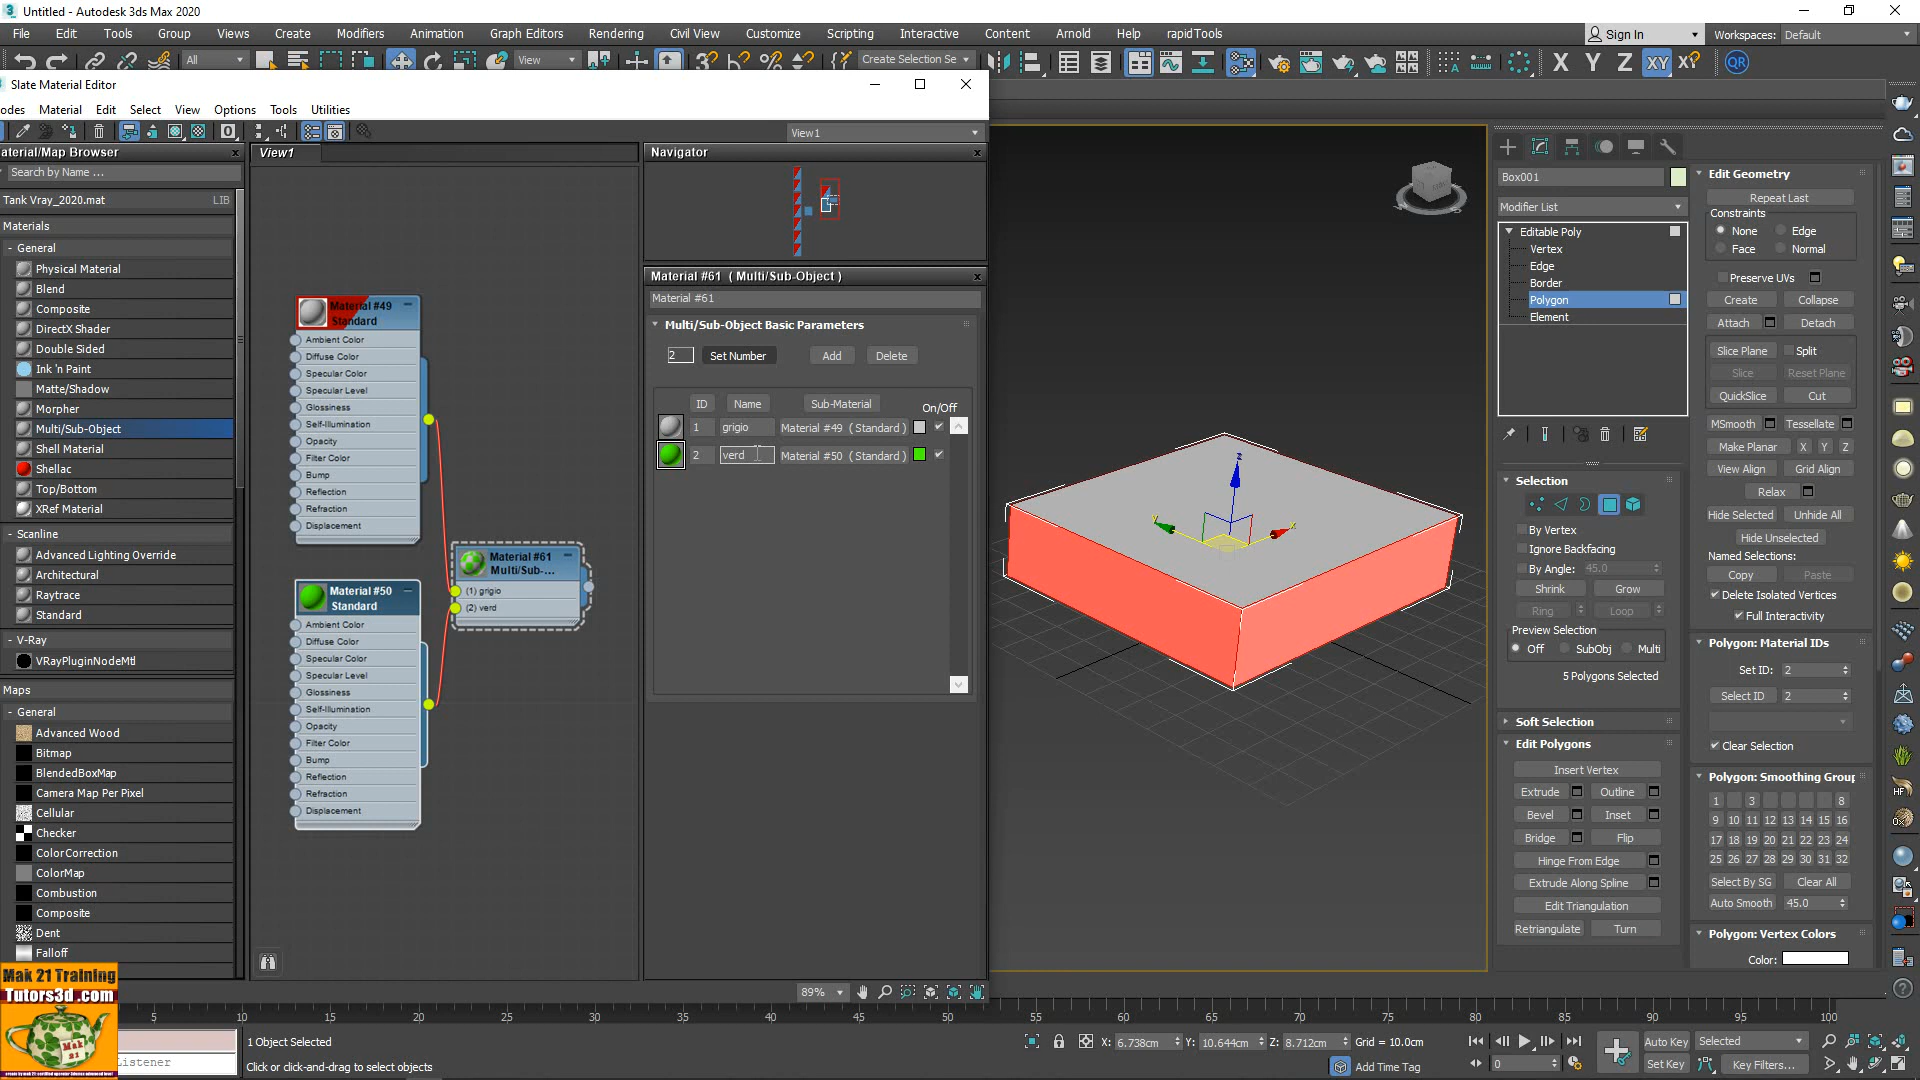 Untitled - Autodesk 3ds Max 2020
File Edit Tools Group Views Create Modifiers Animation Graph Editors Rendering Civil View Customize Scripting Interactive Content Arnold Help rapidTools
Sign In Workspaces: Default
All View Create Selection Se X Y Z XY QR
Slate Material Editor
odes Material Edit Select View Options Tools Utilities
View1
aterial/Map Browser
Search by Name ...
Tank Vray_2020.mat LIB
Materials
- General
Physical Material
Blend
Composite
DirectX Shader
Double Sided
Ink 'n Paint
Matte/Shadow
Morpher
Multi/Sub-Object
Shell Material
Shellac
Top/Bottom
XRef Material
- Scanline
Advanced Lighting Override
Architectural
Raytrace
Standard
- V-Ray
VRayPluginNodeMtl
Maps
- General
Advanced Wood
Bitmap
BlendedBoxMap
Camera Map Per Pixel
Cellular
Checker
ColorCorrection
ColorMap
Combustion
Composite
Dent
Falloff
View1
Material #49
Standard
Ambient Color
Diffuse Color
Specular Color
Specular Level
Glossiness
Self-Illumination
Opacity
Filter Color
Bump
Reflection
Refraction
Displacement
Material #50
Standard
Ambient Color
Diffuse Color
Specular Color
Specular Level
Glossiness
Self-Illumination
Opacity
Filter Color
Bump
Reflection
Refraction
Displacement
Material #61
Multi/Sub-...
(1) grigio
(2) verd
Navigator
Material #61 ( Multi/Sub-Object )
Material #61
Multi/Sub-Object Basic Parameters
2 Set Number Add Delete
ID Name Sub-Material On/Off
1 grigio Material #49 ( Standard )
2 verd Material #50 ( Standard )
89%
z
y
x
Box001
Modifier List
Editable Poly
Vertex
Edge
Border
Polygon
Element
Selection
By Vertex
Ignore Backfacing
By Angle: 45.0
Shrink Grow
Ring Loop
Preview Selection
Off SubObj Multi
5 Polygons Selected
Soft Selection
Edit Polygons
Insert Vertex
Extrude Outline
Bevel Inset
Bridge Flip
Hinge From Edge
Extrude Along Spline
Edit Triangulation
Retriangulate Turn
Edit Geometry
Repeat Last
Constraints
None Edge
Face Normal
Preserve UVs
Create Collapse
Attach Detach
Slice Plane Split
Slice Reset Plane
QuickSlice Cut
MSmooth Tessellate
Make Planar X Y Z
View Align Grid Align
Relax
Hide Selected Unhide All
Hide Unselected
Named Selections:
Copy Paste
Delete Isolated Vertices
Full Interactivity
Polygon: Material IDs
Set ID: 2
Select ID 2
Clear Selection
Polygon: Smoothing Group
1 3 8
9 10 11 12 13 14 15 16
17 18 19 20 21 22 23 24
25 26 27 28 29 30 31 32
Select By SG Clear All
Auto Smooth 45.0
Polygon: Vertex Colors
Color:
Mak 21 Training
Tutors3d .com
Mak
21
5 10 15 20 25 30 35 40 45 50 55 60 65 70 75 80 85 90 95 100
Listener
1 Object Selected
Click or click-and-drag to select objects
X: 6.738cm Y: 10.644cm Z: 8.712cm Grid = 10.0cm
Add Time Tag
0
Auto Key Selected
Set Key Key Filters...